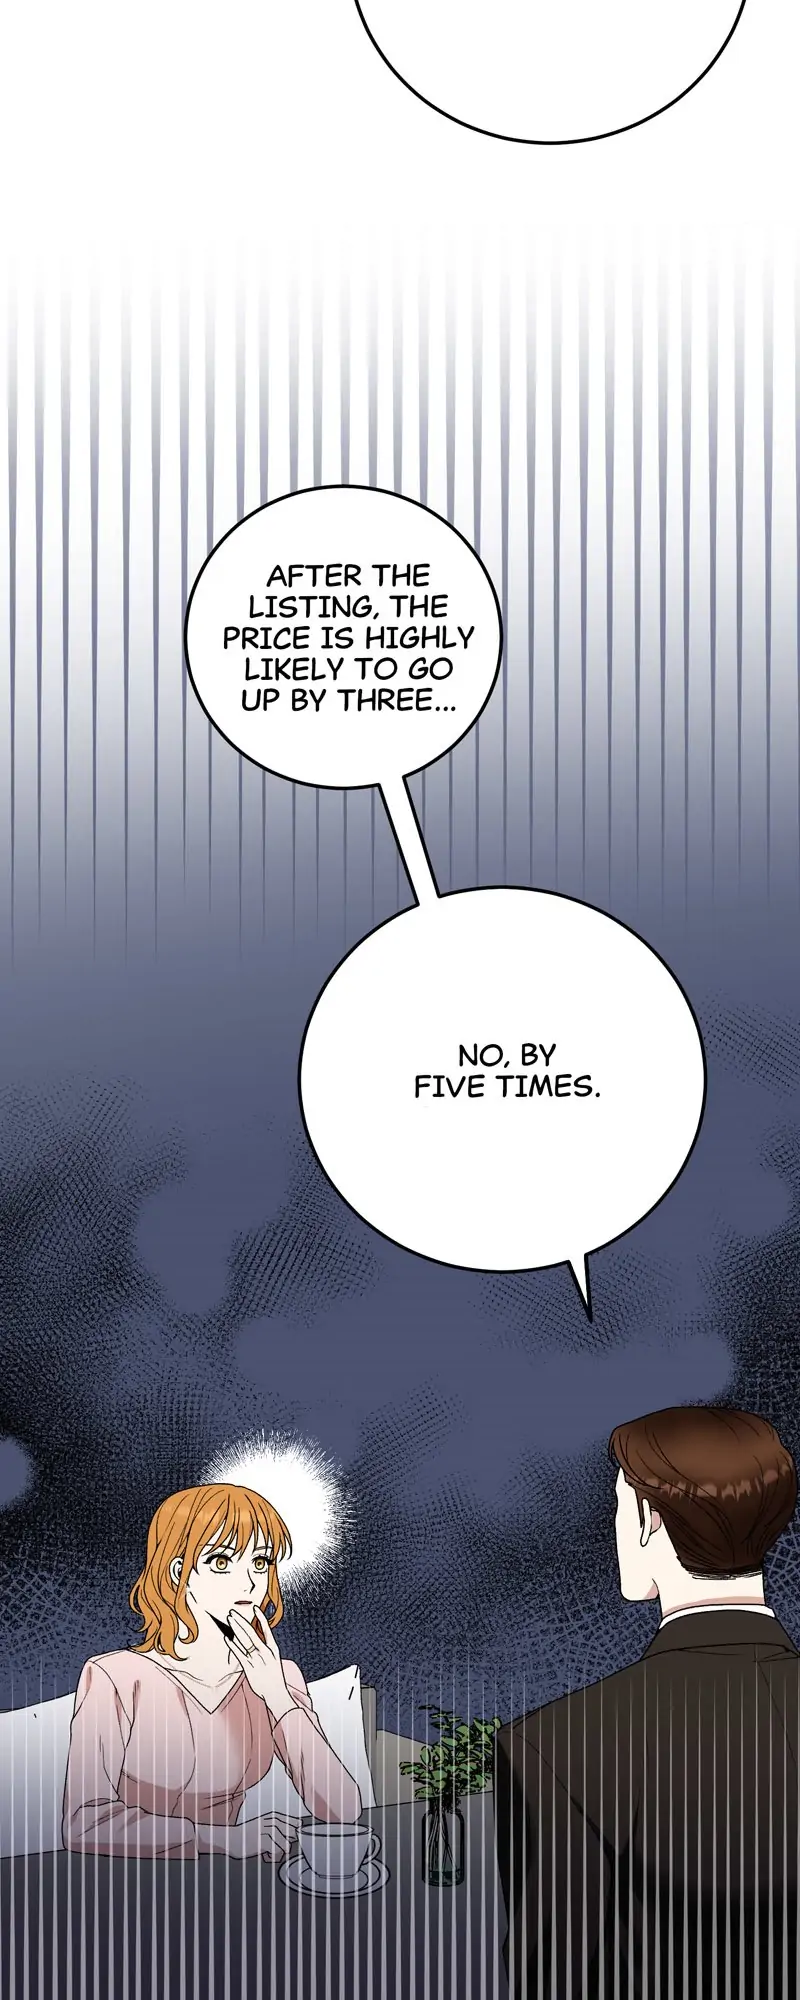 AFTER THE
LISTING, THE
PRICE IS HIGHLY
LIKELY TO GO
UP BY THREE...
NO, BY
FIVE TIMES.